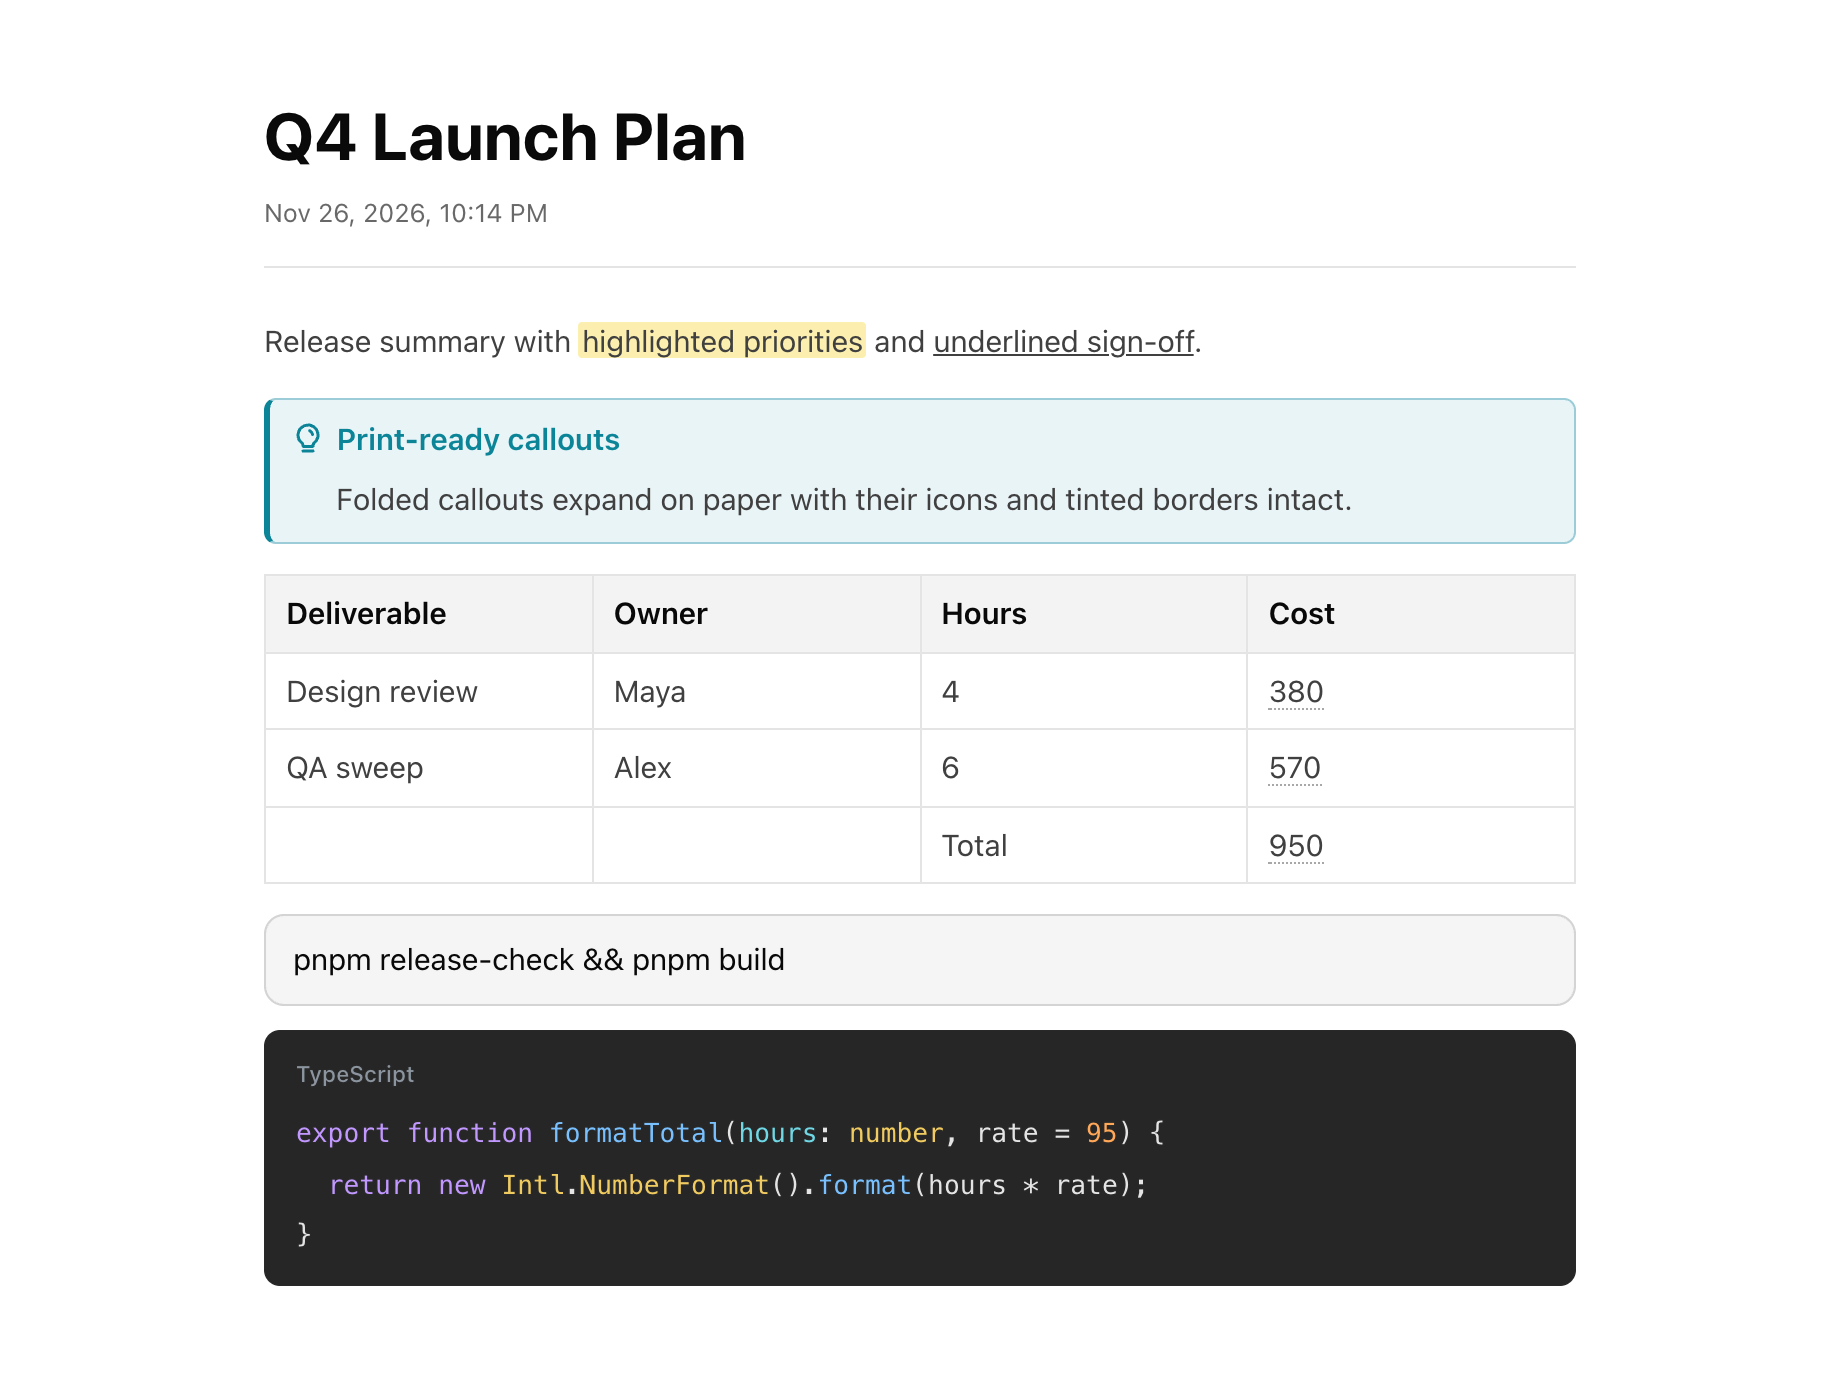 Q4 Launch Plan
Nov 26, 2026, 10:14 PM
Release summary with highlighted priorities and underlined sign-off.
Print-ready callouts
Folded callouts expand on paper with their icons and tinted borders intact.
Deliverable Owner Hours Cost
Design review Maya 4 380
QA sweep Alex 6 570
Total 950
pnpm release-check && pnpm build
TypeScript
export function formatTotal(hours: number, rate = 95) {
  return new Intl.NumberFormat().format(hours * rate);
}